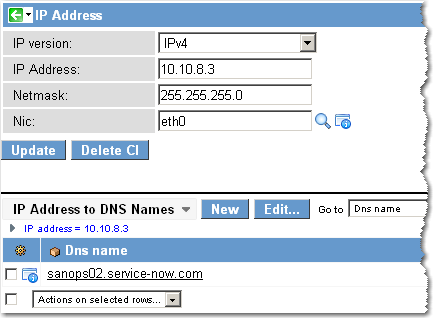 IP Address
IP version: IPv4
IP Address: 10.10.8.3
Netmask: 255.255.255.0
Nic: eth0
Update Delete CI
IP Address to DNS Names New Edit... Go to Dns name
IP address = 10.10.8.3
Dns name
sanops02.service-now.com
Actions on selected rows...